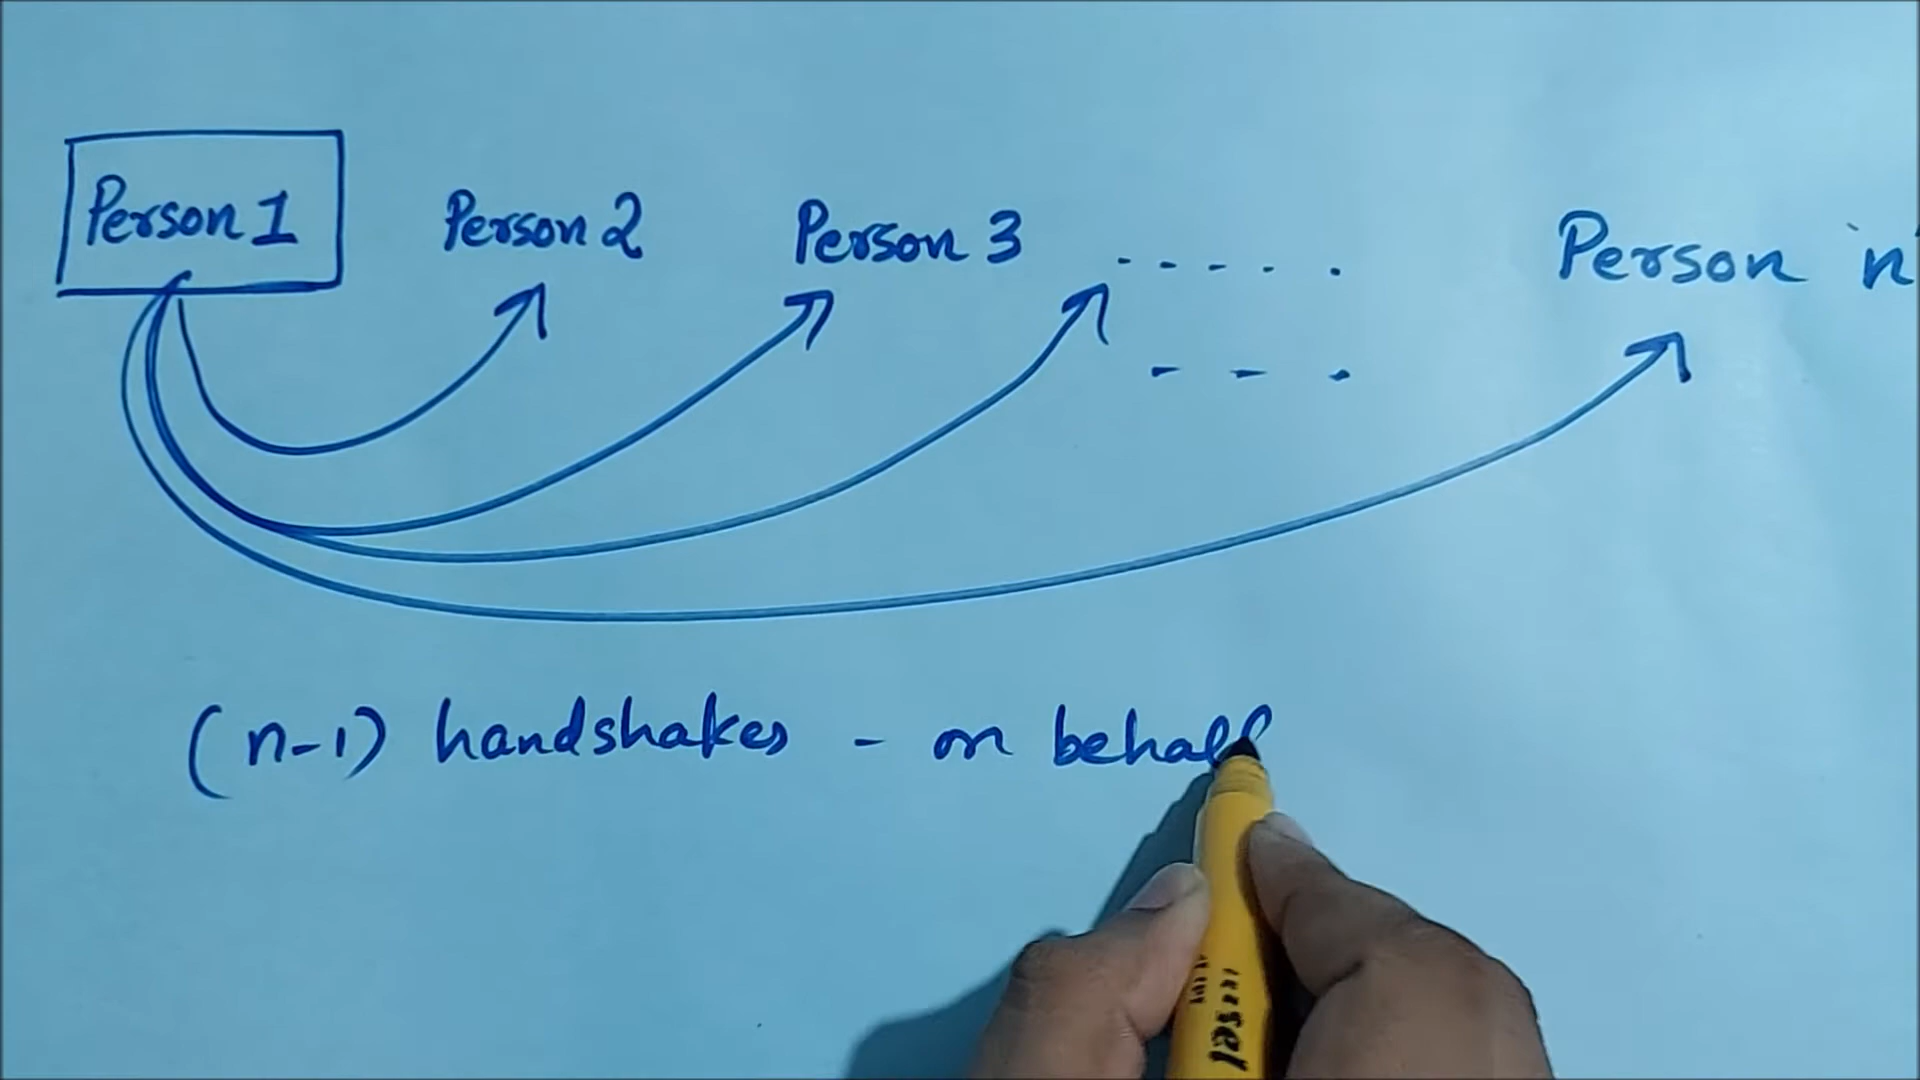 Person 1 Person 2 Person 3 ..... Person 'n'
(n-1) handshakes - on behalf